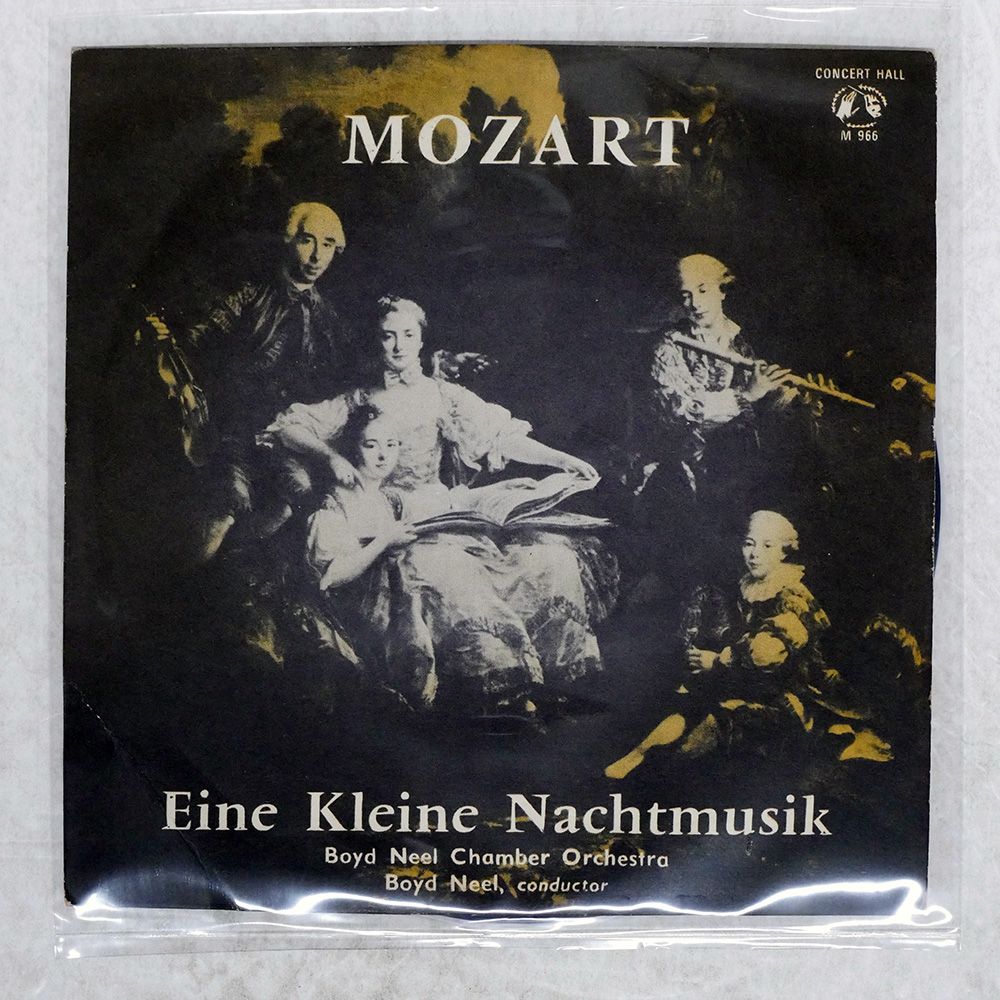 CONCERT HALL
M 966
MOZART
Eine Kleine Nachtmusik
Boyd Neel Chamber Orchestra
Boyd Neel, conductor